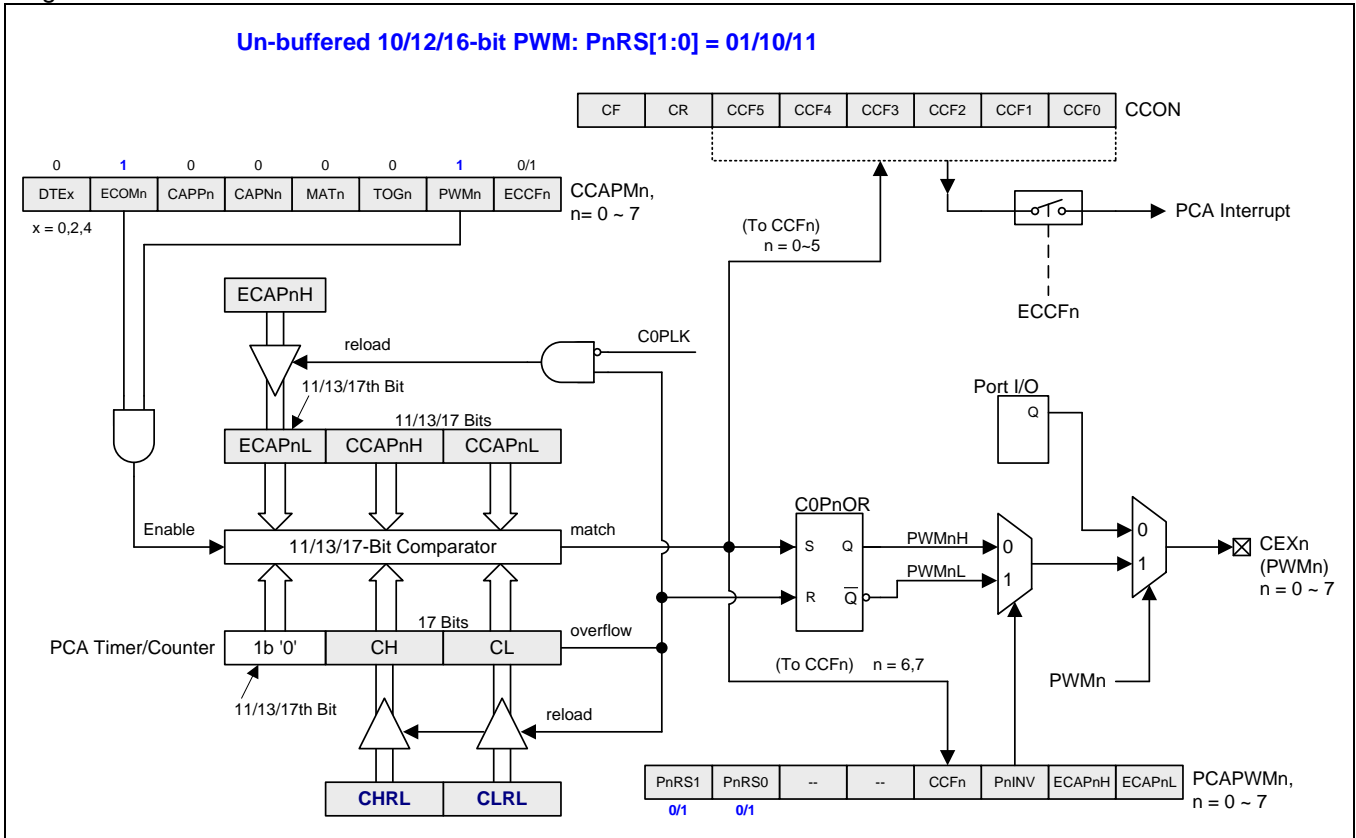 Un-buffered 10/12/16-bit PWM: PnRS[1:0] = 01/10/11
CF CR CCF5 CCF4 CCF3 CCF2 CCF1 CCF0 CCON
0 1 0 0 0 0 1 0/1
DTEx ECOMn CAPPn CAPNn MATn TOGn PWMn ECCFn
CCAPMn,
n= 0 ~ 7
x = 0,2,4
PCA Interrupt
(To CCFn)
n = 0~5
ECCFn
ECAPnH
reload
C0PLK
11/13/17th Bit
11/13/17 Bits
ECAPnL CCAPnH CCAPnL
Port I/O
Q
C0PnOR
Enable
11/13/17-Bit Comparator
match
S Q
R Q
PWMnH
PWMnL
0
1
0
1
CEXn
(PWMn)
n = 0 ~ 7
17 Bits
overflow
PCA Timer/Counter
1b '0' CH CL
(To CCFn) n = 6,7
PWMn
11/13/17th Bit
reload
CHRL CLRL
PnRS1 PnRS0 -- -- CCFn PnINV ECAPnH ECAPnL
PCAPWMn,
n = 0 ~ 7
0/1 0/1